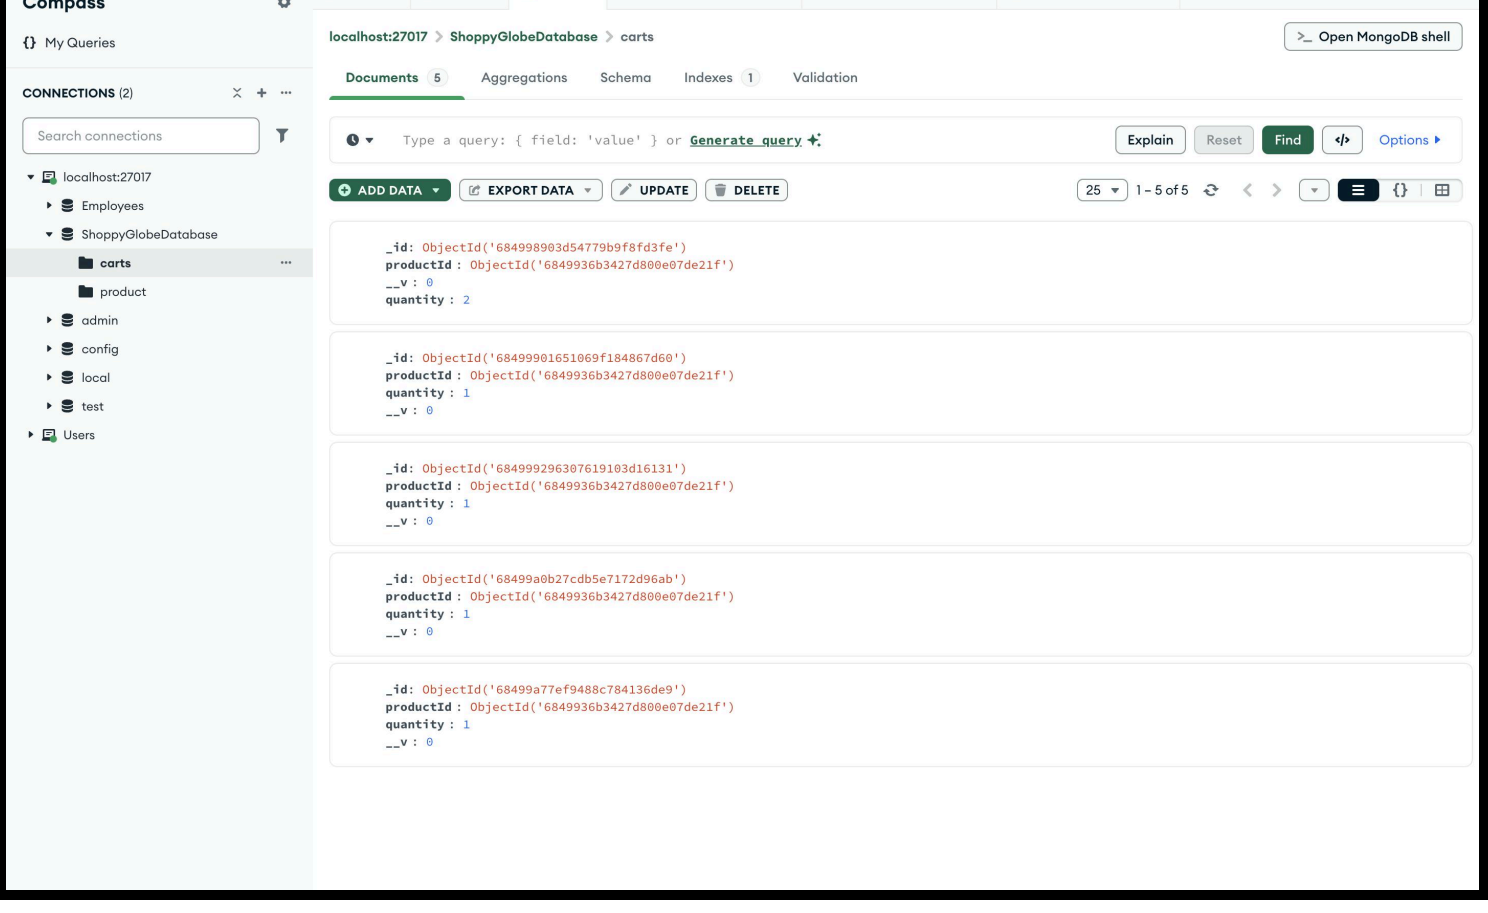 Compass
{} My Queries
CONNECTIONS (2)
Search connections
localhost:27017
Employees
ShoppyGlobeDatabase
carts
product
admin
config
local
test
Users
localhost:27017 > ShoppyGlobeDatabase > carts
>_ Open MongoDB shell
Documents 5 Aggregations Schema Indexes 1 Validation
Type a query: { field: 'value' } or Generate query
Explain Reset Find </> Options
ADD DATA EXPORT DATA UPDATE DELETE
25 1 – 5 of 5 {}
_id: ObjectId('684998903d54779b9f8fd3fe')
productId : ObjectId('6849936b3427d800e07de21f')
__v : 0
quantity : 2
_id: ObjectId('68499901651069f184867d60')
productId : ObjectId('6849936b3427d800e07de21f')
quantity : 1
__v : 0
_id: ObjectId('684999296307619103d16131')
productId : ObjectId('6849936b3427d800e07de21f')
quantity : 1
__v : 0
_id: ObjectId('68499a0b27cdb5e7172d96ab')
productId : ObjectId('6849936b3427d800e07de21f')
quantity : 1
__v : 0
_id: ObjectId('68499a77ef9488c784136de9')
productId : ObjectId('6849936b3427d800e07de21f')
quantity : 1
__v : 0